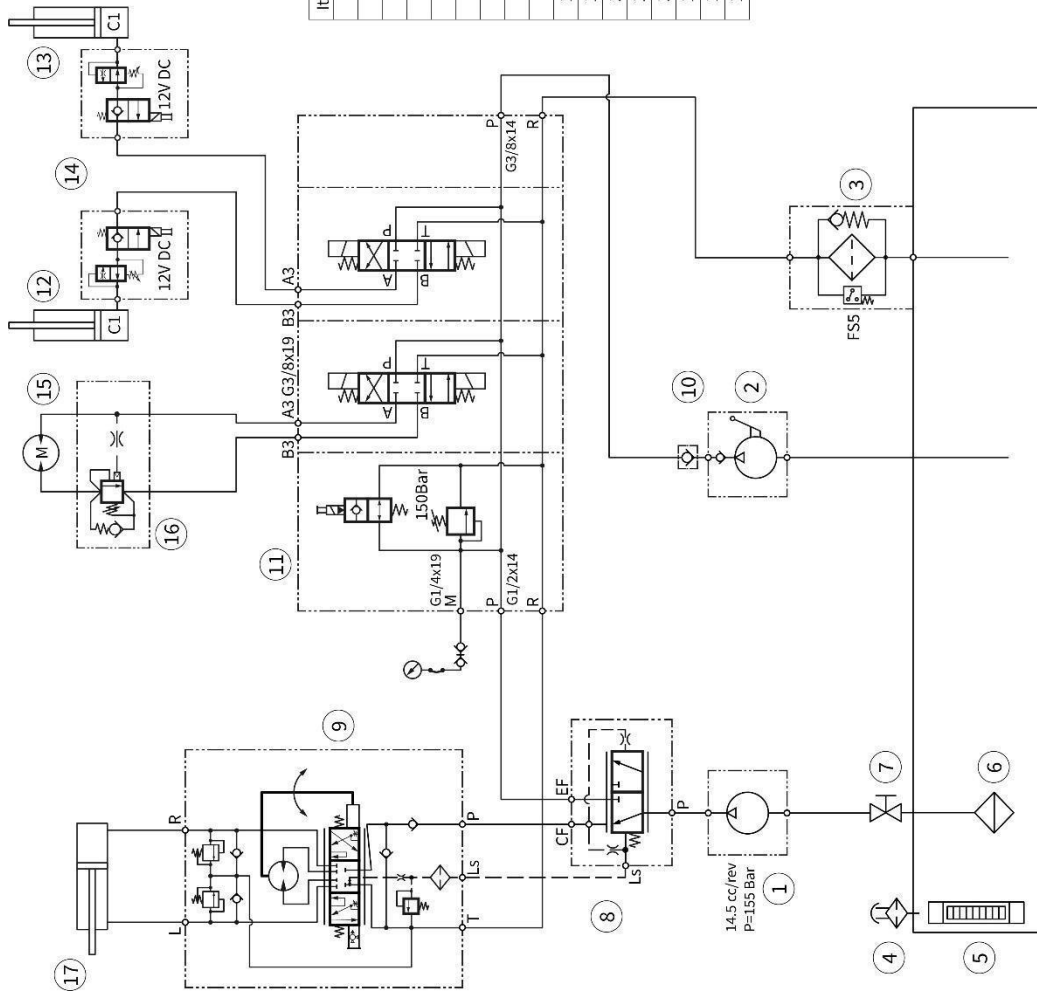 It
13
C1
12V DC
14
12
C1
12V DC
15
M
16
11
150Bar
G1/4x19
M
P
G1/2x14
R
B3
A3
G3/8x19
B3
A3
A
B
P
T
A
B
P
T
P
G3/8x14
R
17
L
R
9
T
Ls
P
8
CF
EF
Ls
P
14.5 cc/rev
P=155 Bar
1
7
6
4
5
10
2
3
FS5